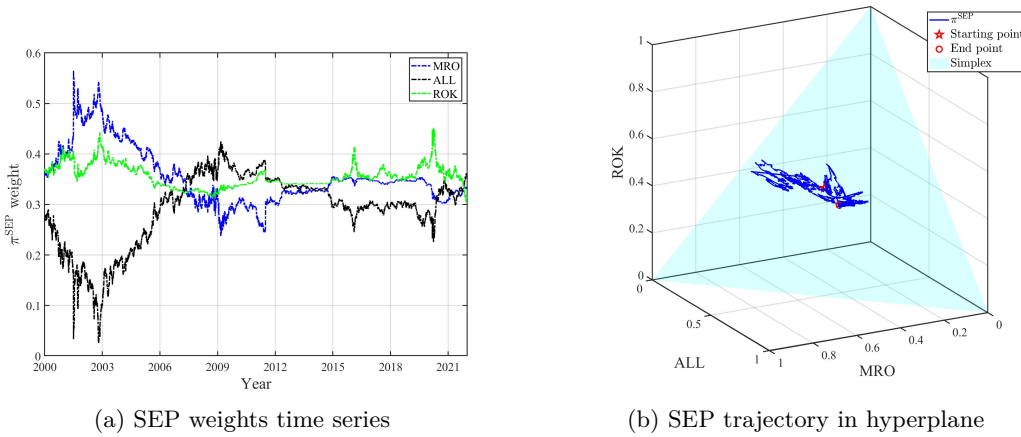 0.6
0.5
0.4
0.3
0.2
0.1
0
π^SEP weight
2000
2003
2006
2009
2012
2015
2018
2021
Year
MRO
ALL
ROK
(a) SEP weights time series
π^SEP
Starting point
End point
Simplex
1
0.8
0.6
0.4
0.2
0
ROK
0
0.5
1
ALL
1
0.8
0.6
0.4
0.2
0
MRO
(b) SEP trajectory in hyperplane